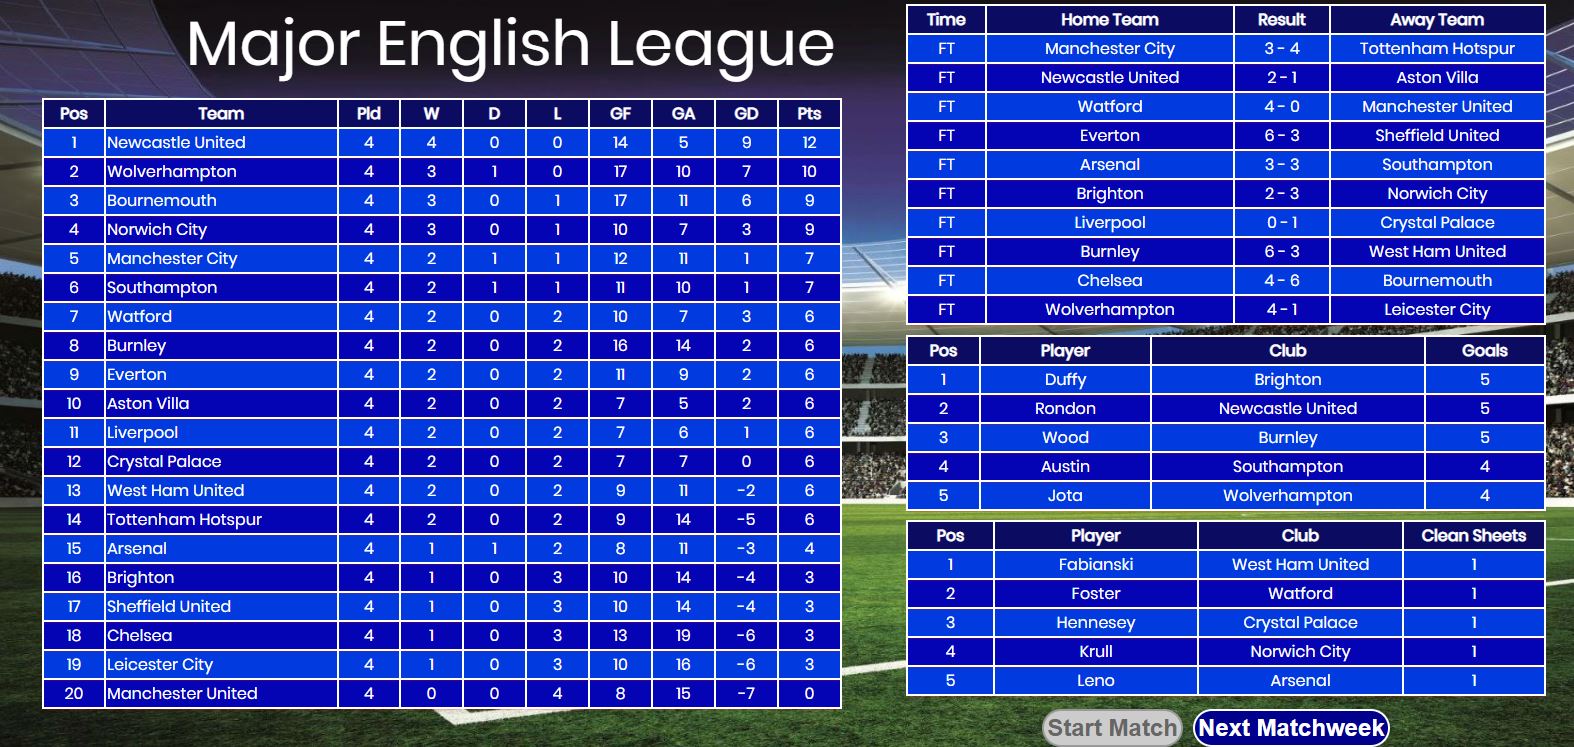 Major English League
Pos Team Pld W D L GF GA GD Pts
1 Newcastle United 4 4 0 0 14 5 9 12
2 Wolverhampton 4 3 1 0 17 10 7 10
3 Bournemouth 4 3 0 1 17 11 6 9
4 Norwich City 4 3 0 1 10 7 3 9
5 Manchester City 4 2 1 1 12 11 1 7
6 Southampton 4 2 1 1 11 10 1 7
7 Watford 4 2 0 2 10 7 3 6
8 Burnley 4 2 0 2 16 14 2 6
9 Everton 4 2 0 2 11 9 2 6
10 Aston Villa 4 2 0 2 7 5 2 6
11 Liverpool 4 2 0 2 7 6 1 6
12 Crystal Palace 4 2 0 2 7 7 0 6
13 West Ham United 4 2 0 2 9 11 -2 6
14 Tottenham Hotspur 4 2 0 2 9 14 -5 6
15 Arsenal 4 1 1 2 8 11 -3 4
16 Brighton 4 1 0 3 10 14 -4 3
17 Sheffield United 4 1 0 3 10 14 -4 3
18 Chelsea 4 1 0 3 13 19 -6 3
19 Leicester City 4 1 0 3 10 16 -6 3
20 Manchester United 4 0 0 4 8 15 -7 0
Time Home Team Result Away Team
FT Manchester City 3 - 4 Tottenham Hotspur
FT Newcastle United 2 - 1 Aston Villa
FT Watford 4 - 0 Manchester United
FT Everton 6 - 3 Sheffield United
FT Arsenal 3 - 3 Southampton
FT Brighton 2 - 3 Norwich City
FT Liverpool 0 - 1 Crystal Palace
FT Burnley 6 - 3 West Ham United
FT Chelsea 4 - 6 Bournemouth
FT Wolverhampton 4 - 1 Leicester City
Pos Player Club Goals
1 Duffy Brighton 5
2 Rondon Newcastle United 5
3 Wood Burnley 5
4 Austin Southampton 4
5 Jota Wolverhampton 4
Pos Player Club Clean Sheets
1 Fabianski West Ham United 1
2 Foster Watford 1
3 Hennesey Crystal Palace 1
4 Krull Norwich City 1
5 Leno Arsenal 1
Start Match Next Matchweek